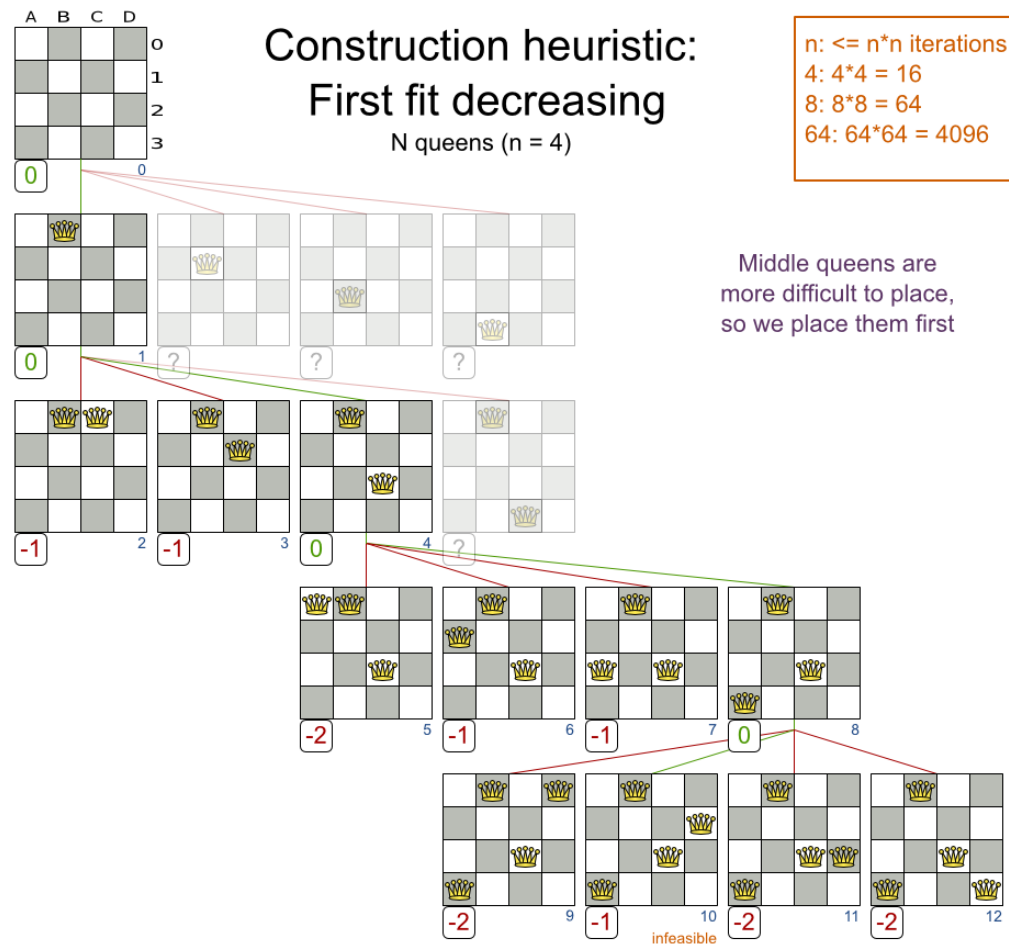 A B C D
Construction heuristic:
First fit decreasing
N queens (n = 4)
n: <= n*n iterations
4: 4*4 = 16
8: 8*8 = 64
64: 64*64 = 4096
0
1
2
3
0
0
Middle queens are
more difficult to place,
so we place them first
0
1
?
?
?
-1
2
-1
3
0
4
?
-2
5
-1
6
-1
7
0
8
-2
9
-1
10
infeasible
-2
11
-2
12